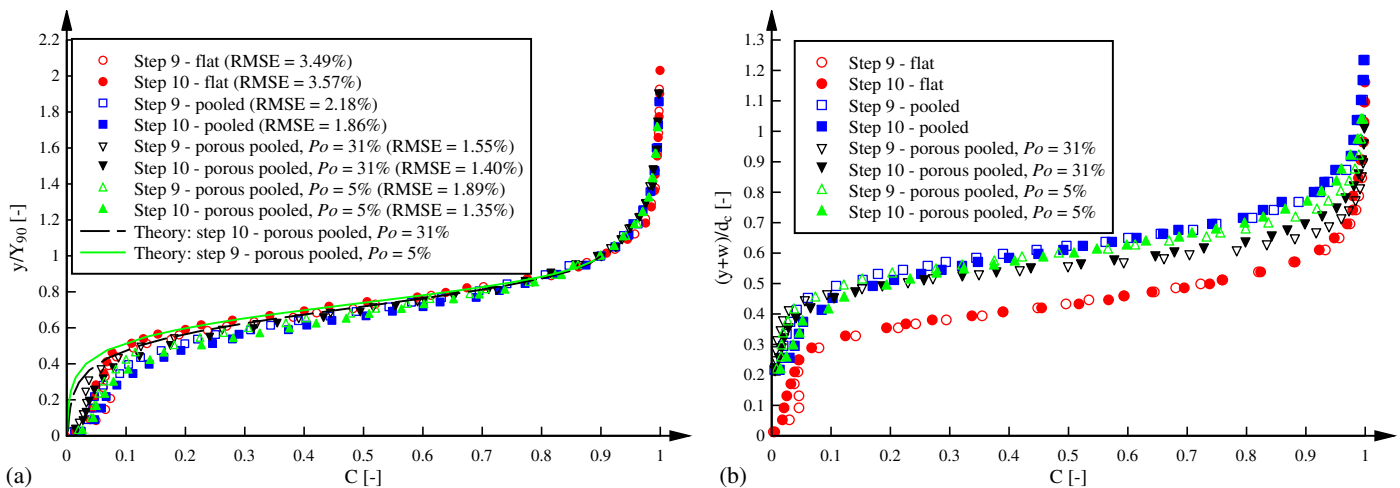 2.2
2
1.8
1.6
1.4
1.2
1
0.8
0.6
0.4
0.2
0
y/Y90 [-]
Step 9 - flat (RMSE = 3.49%)
Step 10 - flat (RMSE = 3.57%)
Step 9 - pooled (RMSE = 2.18%)
Step 10 - pooled (RMSE = 1.86%)
Step 9 - porous pooled, Po = 31% (RMSE = 1.55%)
Step 10 - porous pooled, Po = 31% (RMSE = 1.40%)
Step 9 - porous pooled, Po = 5% (RMSE = 1.89%)
Step 10 - porous pooled, Po = 5% (RMSE = 1.35%)
Theory: step 10 - porous pooled, Po = 31%
Theory: step 9 - porous pooled, Po = 5%
0 0.1 0.2 0.3 0.4 0.5 0.6 0.7 0.8 0.9 1
(a)
C [-]
1.3
1.2
1.1
1
0.9
0.8
0.7
0.6
0.5
0.4
0.3
0.2
0.1
0
(y+w)/dc [-]
Step 9 - flat
Step 10 - flat
Step 9 - pooled
Step 10 - pooled
Step 9 - porous pooled, Po = 31%
Step 10 - porous pooled, Po = 31%
Step 9 - porous pooled, Po = 5%
Step 10 - porous pooled, Po = 5%
0 0.1 0.2 0.3 0.4 0.5 0.6 0.7 0.8 0.9 1
(b)
C [-]